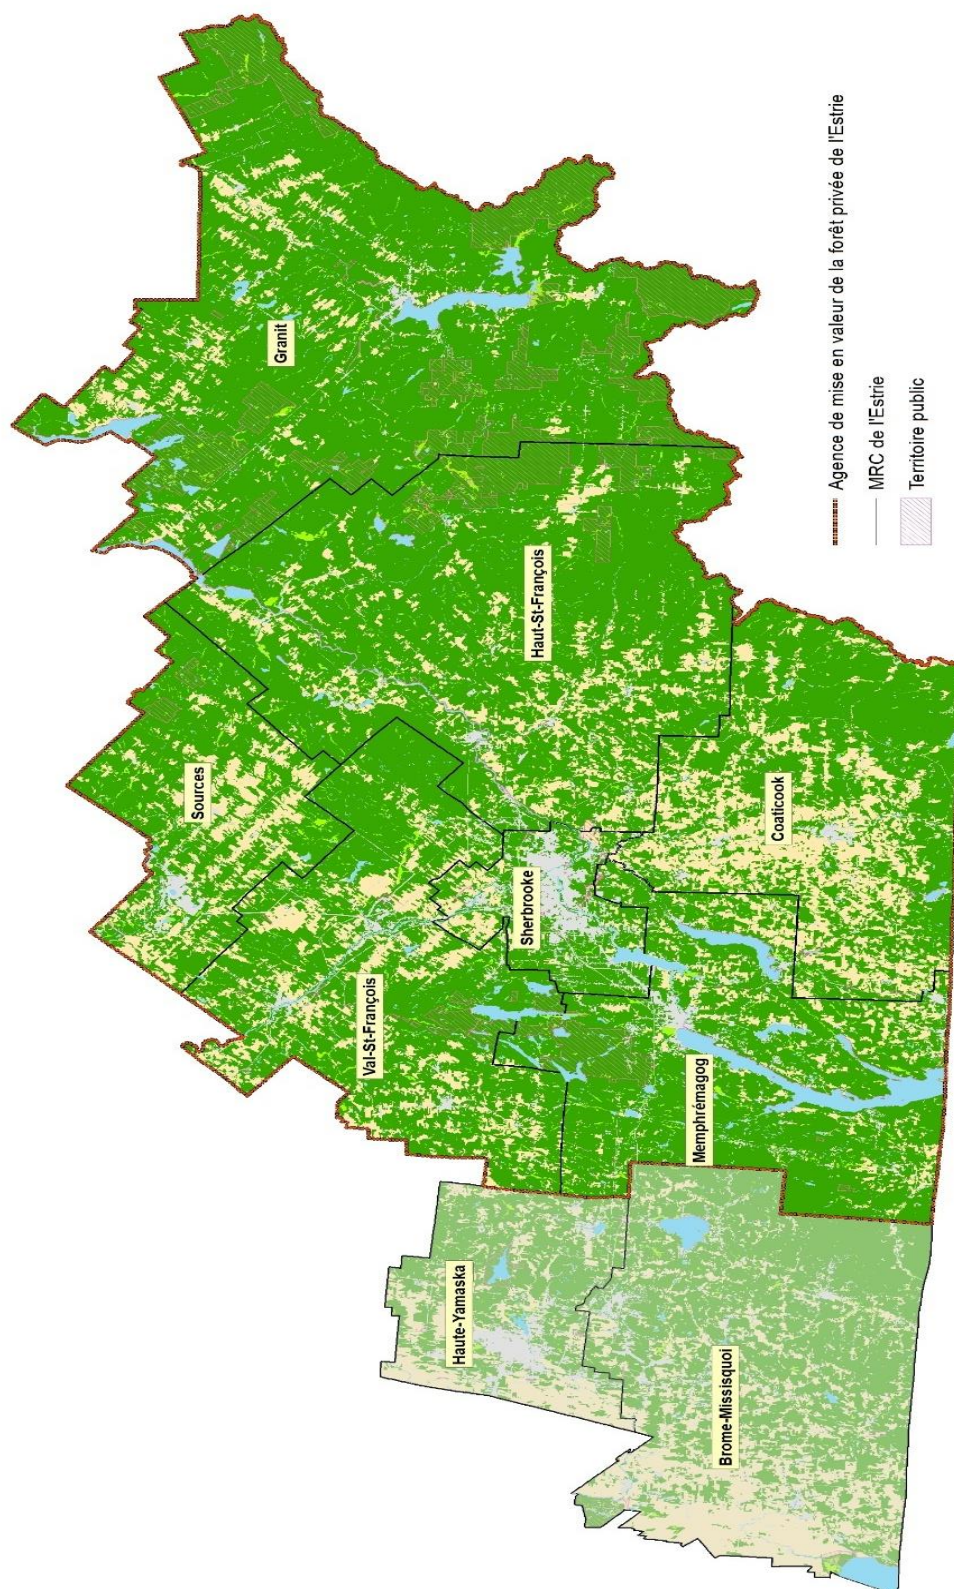 Granit
Sources
Haut-St-François
Val-St-François
Sherbrooke
Coaticook
Memphrémagog
Haute-Yamaska
Brome-Missisquoi
Agence de mise en valeur de la forêt privée de l'Estrie
MRC de l'Estrie
Territoire public